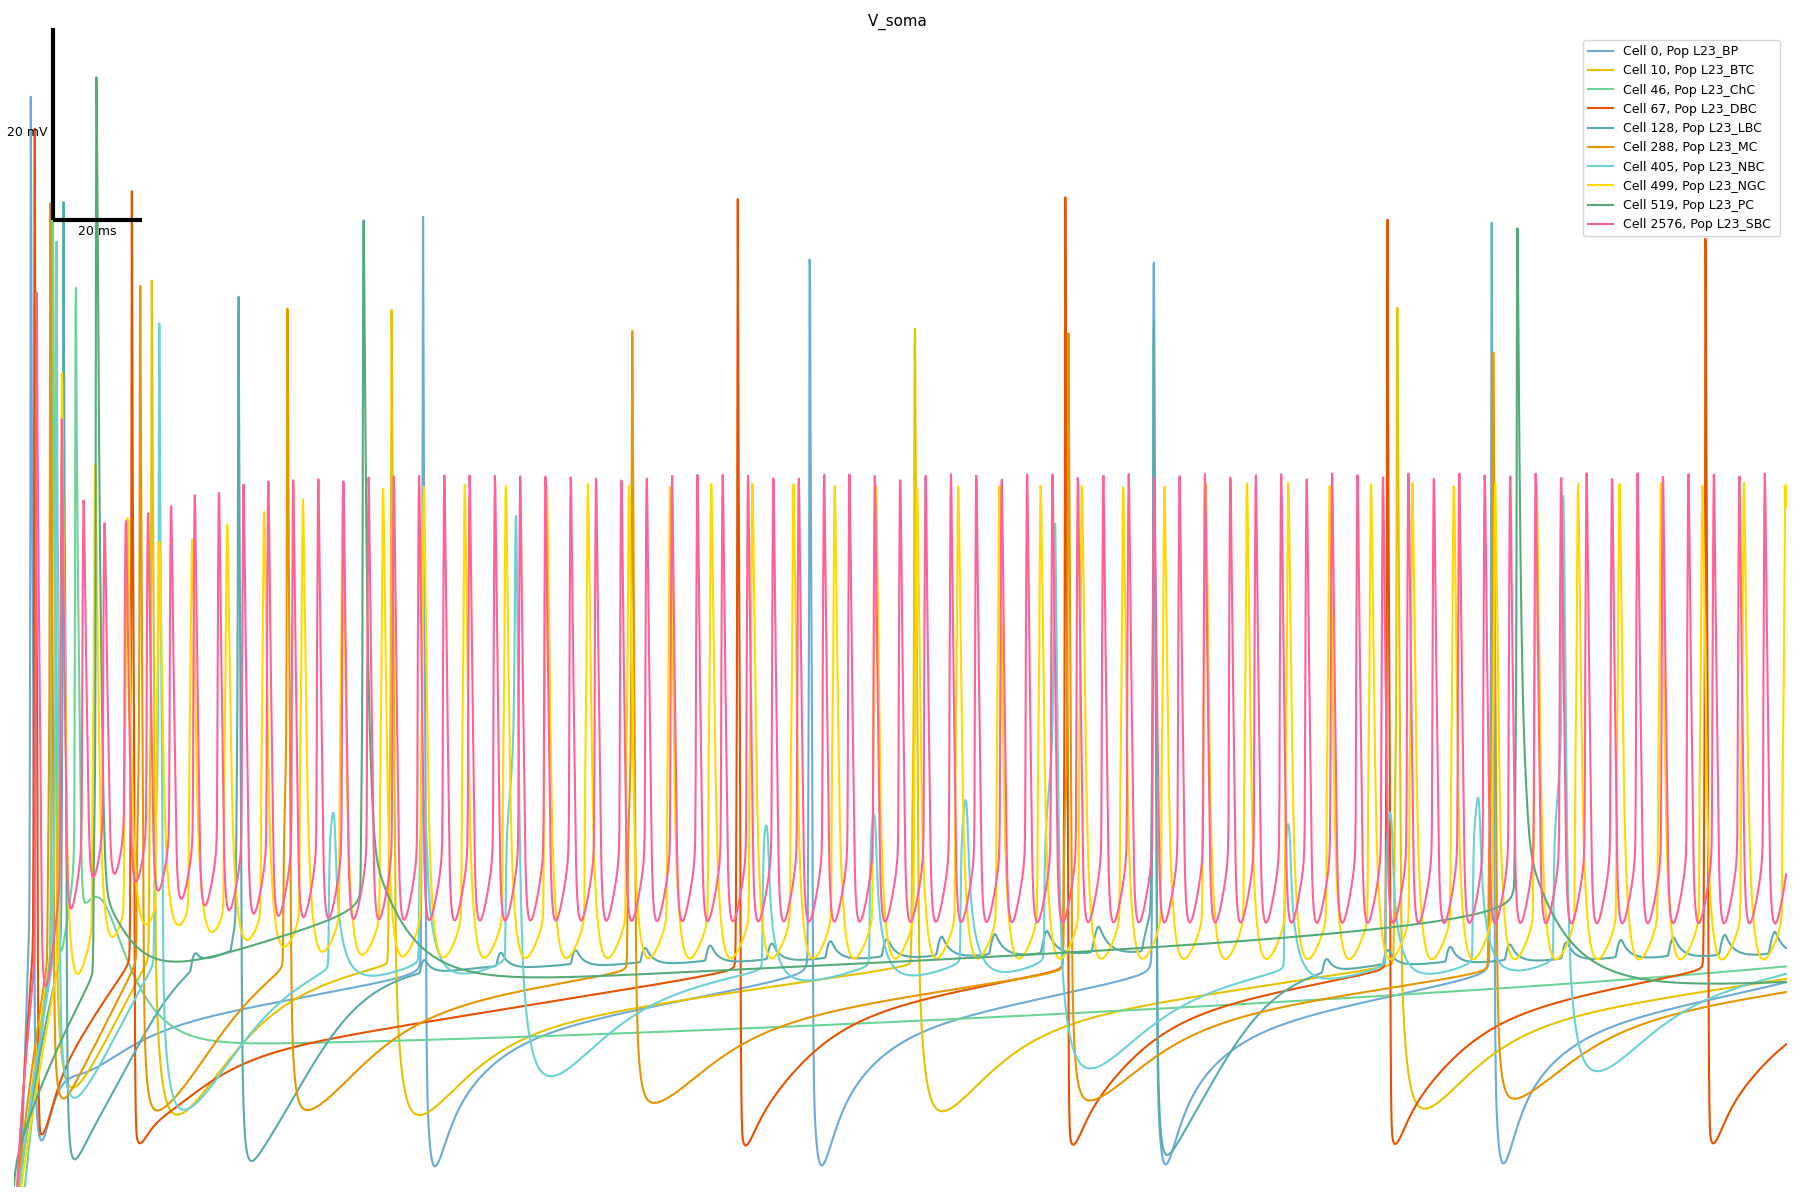 V_soma
20 mV
20 ms
Cell 0, Pop L23_BP
Cell 10, Pop L23_BTC
Cell 46, Pop L23_ChC
Cell 67, Pop L23_DBC
Cell 128, Pop L23_LBC
Cell 288, Pop L23_MC
Cell 405, Pop L23_NBC
Cell 499, Pop L23_NGC
Cell 519, Pop L23_PC
Cell 2576, Pop L23_SBC